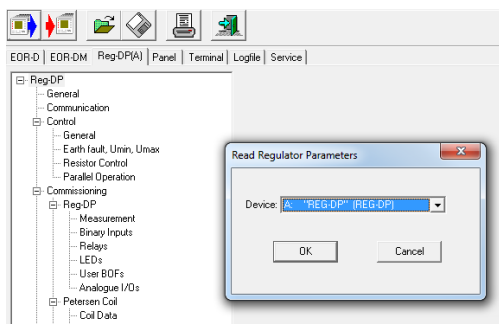 EOR-D EOR-DM Reg-DP(A) Panel Terminal Logfile Service
Reg-DP
General
Communication
Control
General
Earth fault, Umin, Umax
Resistor Control
Parallel Operation
Commissioning
Reg-DP
Measurement
Binary Inputs
Relays
LEDs
User BOFs
Analogue I/Os
Petersen Coil
Coil Data
Read Regulator Parameters
Device: A: "REG-DP" (REG-DP)
OK Cancel